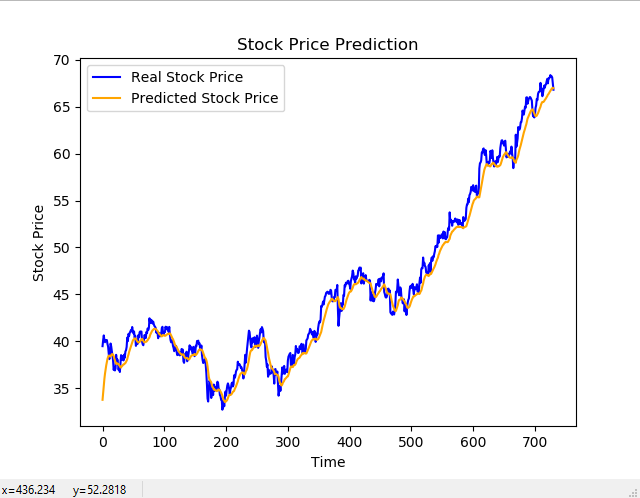 Stock Price Prediction
70
65
60
55
50
45
40
35
Stock Price
Real Stock Price
Predicted Stock Price
0 100 200 300 400 500 600 700
Time
x=436.234 y=52.2818